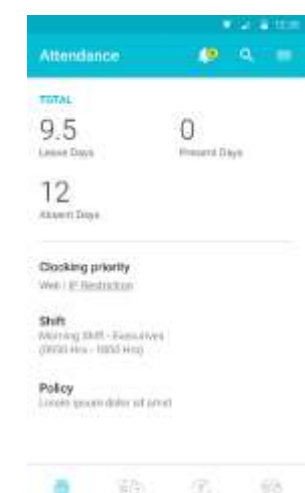 Attendance
TOTAL
9.5
0
Leave Days
Present Days
12
Absent Days
Clocking priority
Web | IP Restriction
Shift
Morning Shift - Executives
(0900 Hrs - 1800 Hrs)
Policy
Lorem ipsum dolor sit amet